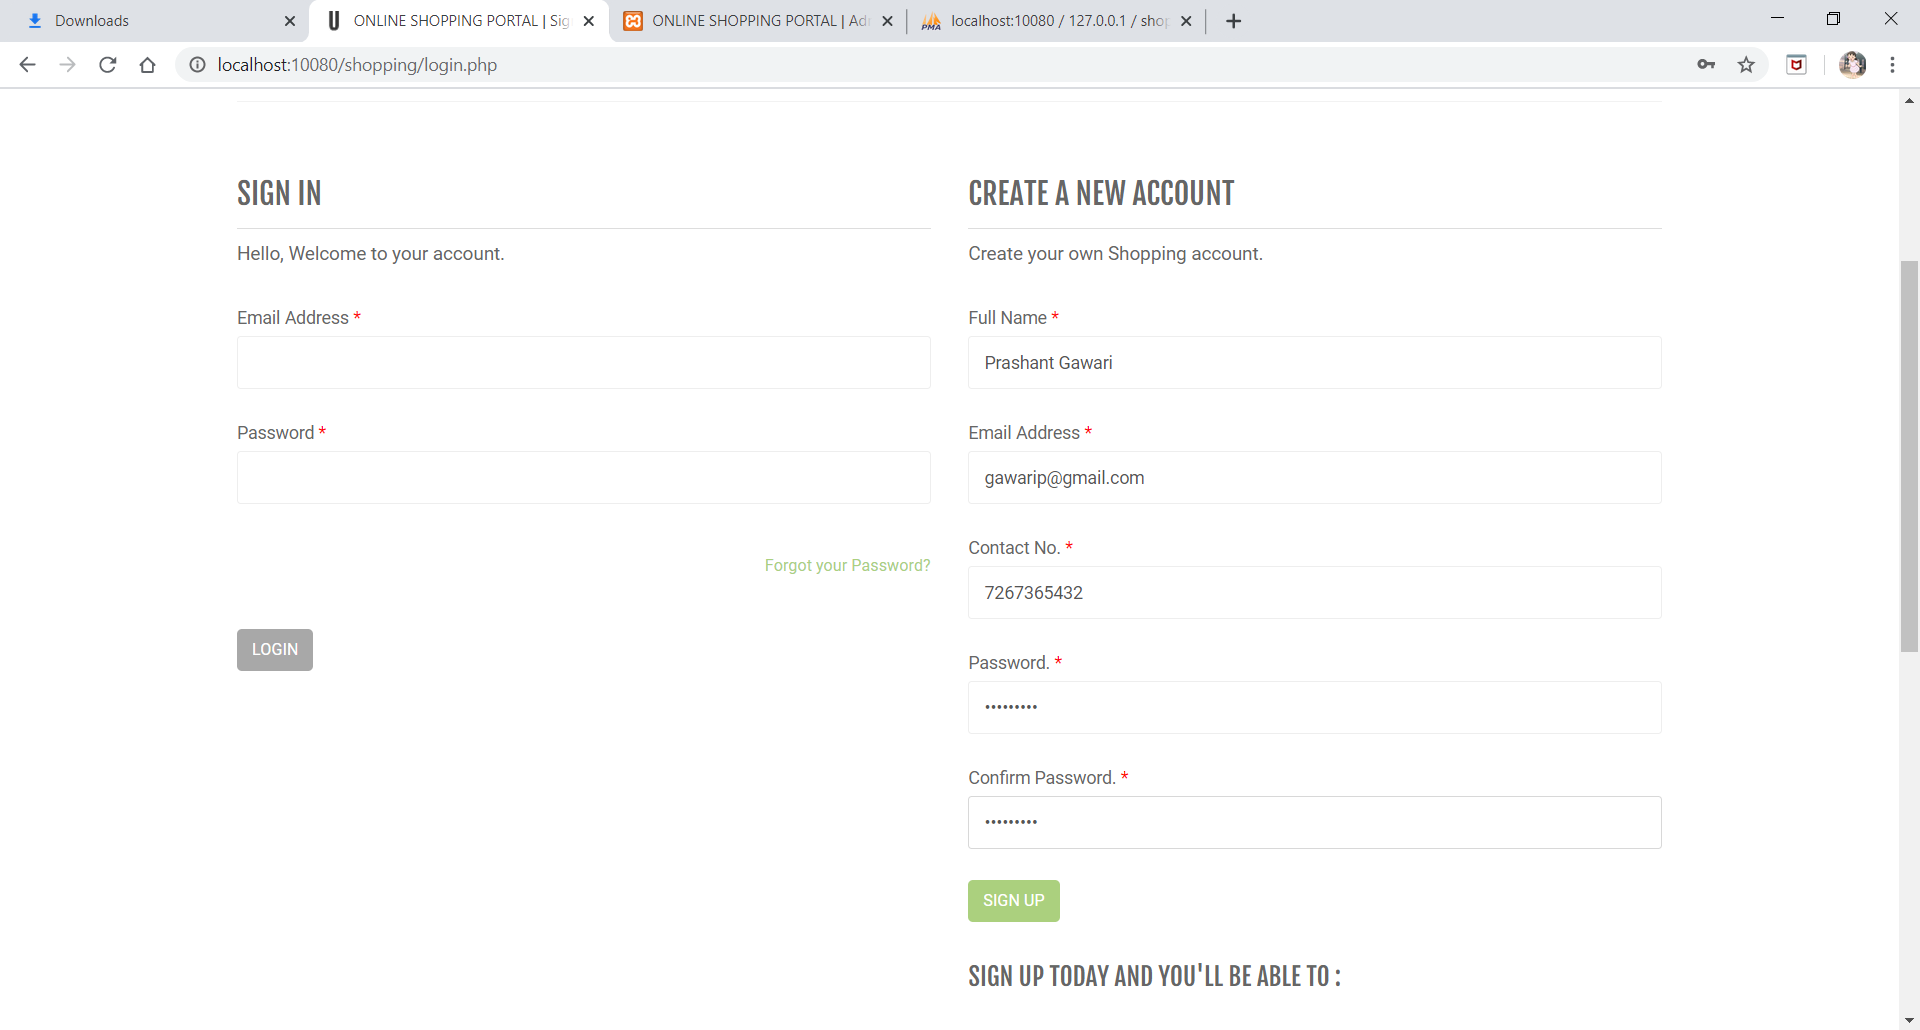 Downloads
ONLINE SHOPPING PORTAL | Sig
ONLINE SHOPPING PORTAL | Ad
PMA
localhost:10080 / 127.0.0.1 / shop
localhost:10080/shopping/login.php
SIGN IN
Hello, Welcome to your account.
Email Address *
Password *
Forgot your Password?
LOGIN
CREATE A NEW ACCOUNT
Create your own Shopping account.
Full Name *
Prashant Gawari
Email Address *
gawarip@gmail.com
Contact No. *
7267365432
Password. *
•••••••••
Confirm Password. *
•••••••••
SIGN UP
SIGN UP TODAY AND YOU'LL BE ABLE TO :